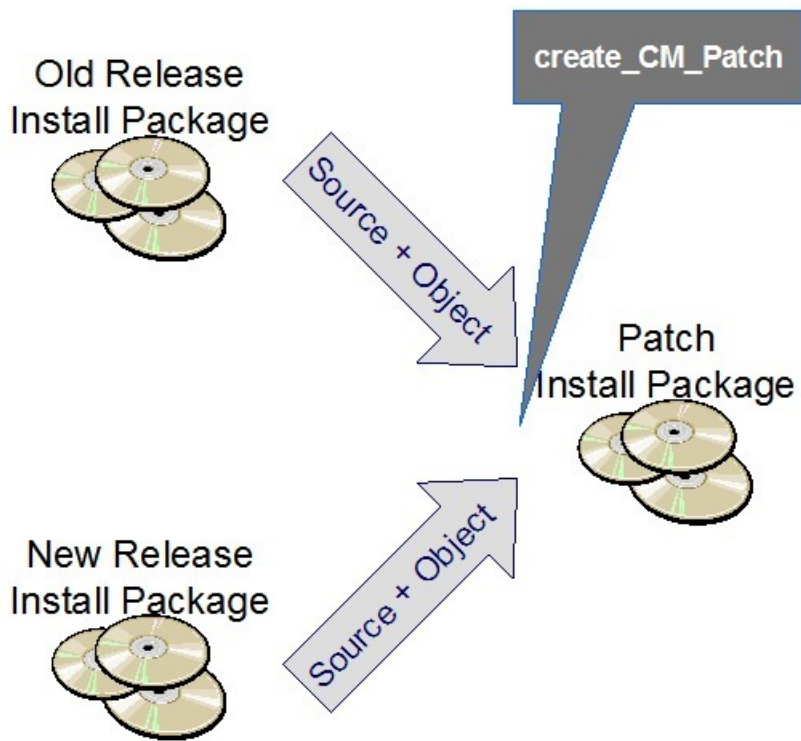 create_CM_Patch
Old Release
Install Package
Source + Object
Patch
Install Package
New Release
Install Package
Source + Object